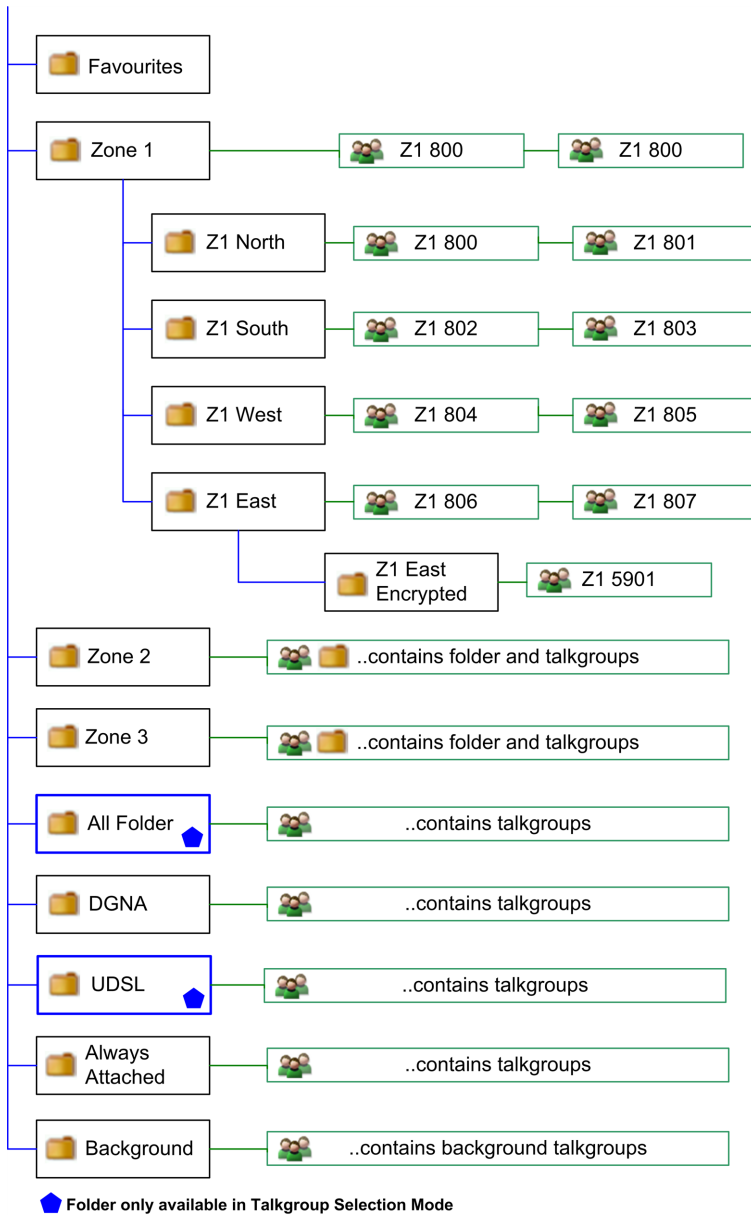 Favourites
Zone 1 Z1 800 Z1 800
Z1 North Z1 800 Z1 801
Z1 South Z1 802 Z1 803
Z1 West Z1 804 Z1 805
Z1 East Z1 806 Z1 807
Z1 East
Encrypted
Z1 5901
Zone 2 ..contains folder and talkgroups
Zone 3 ..contains folder and talkgroups
All Folder ..contains talkgroups
DGNA ..contains talkgroups
UDSL ..contains talkgroups
Always
Attached
..contains talkgroups
Background ..contains background talkgroups
Folder only available in Talkgroup Selection Mode